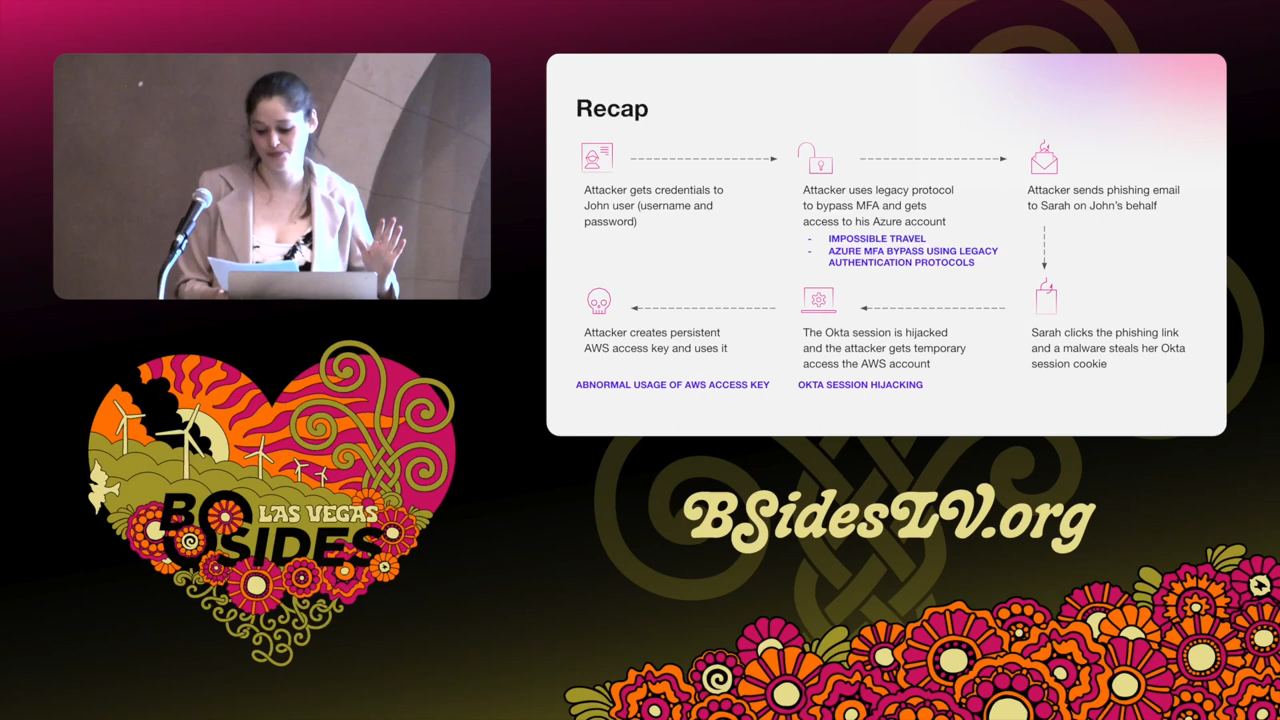 Recap
Attacker gets credentials to
John user (username and
password)
Attacker uses legacy protocol
to bypass MFA and gets
access to his Azure account
- IMPOSSIBLE TRAVEL
- AZURE MFA BYPASS USING LEGACY
AUTHENTICATION PROTOCOLS
Attacker sends phishing email
to Sarah on John's behalf
Sarah clicks the phishing link
and a malware steals her Okta
session cookie
The Okta session is hijacked
and the attacker gets temporary
access the AWS account
OKTA SESSION HIJACKING
Attacker creates persistent
AWS access key and uses it
ABNORMAL USAGE OF AWS ACCESS KEY
LAS VEGAS
BSIDES
23
BSidesLV.org